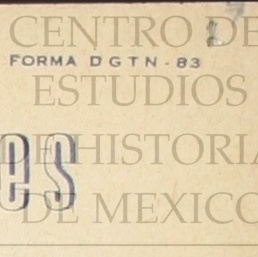 CENTRO DE
FORMA DGTN-83
ESTUDIOS
DE HISTORIA
es
DE MEXICO